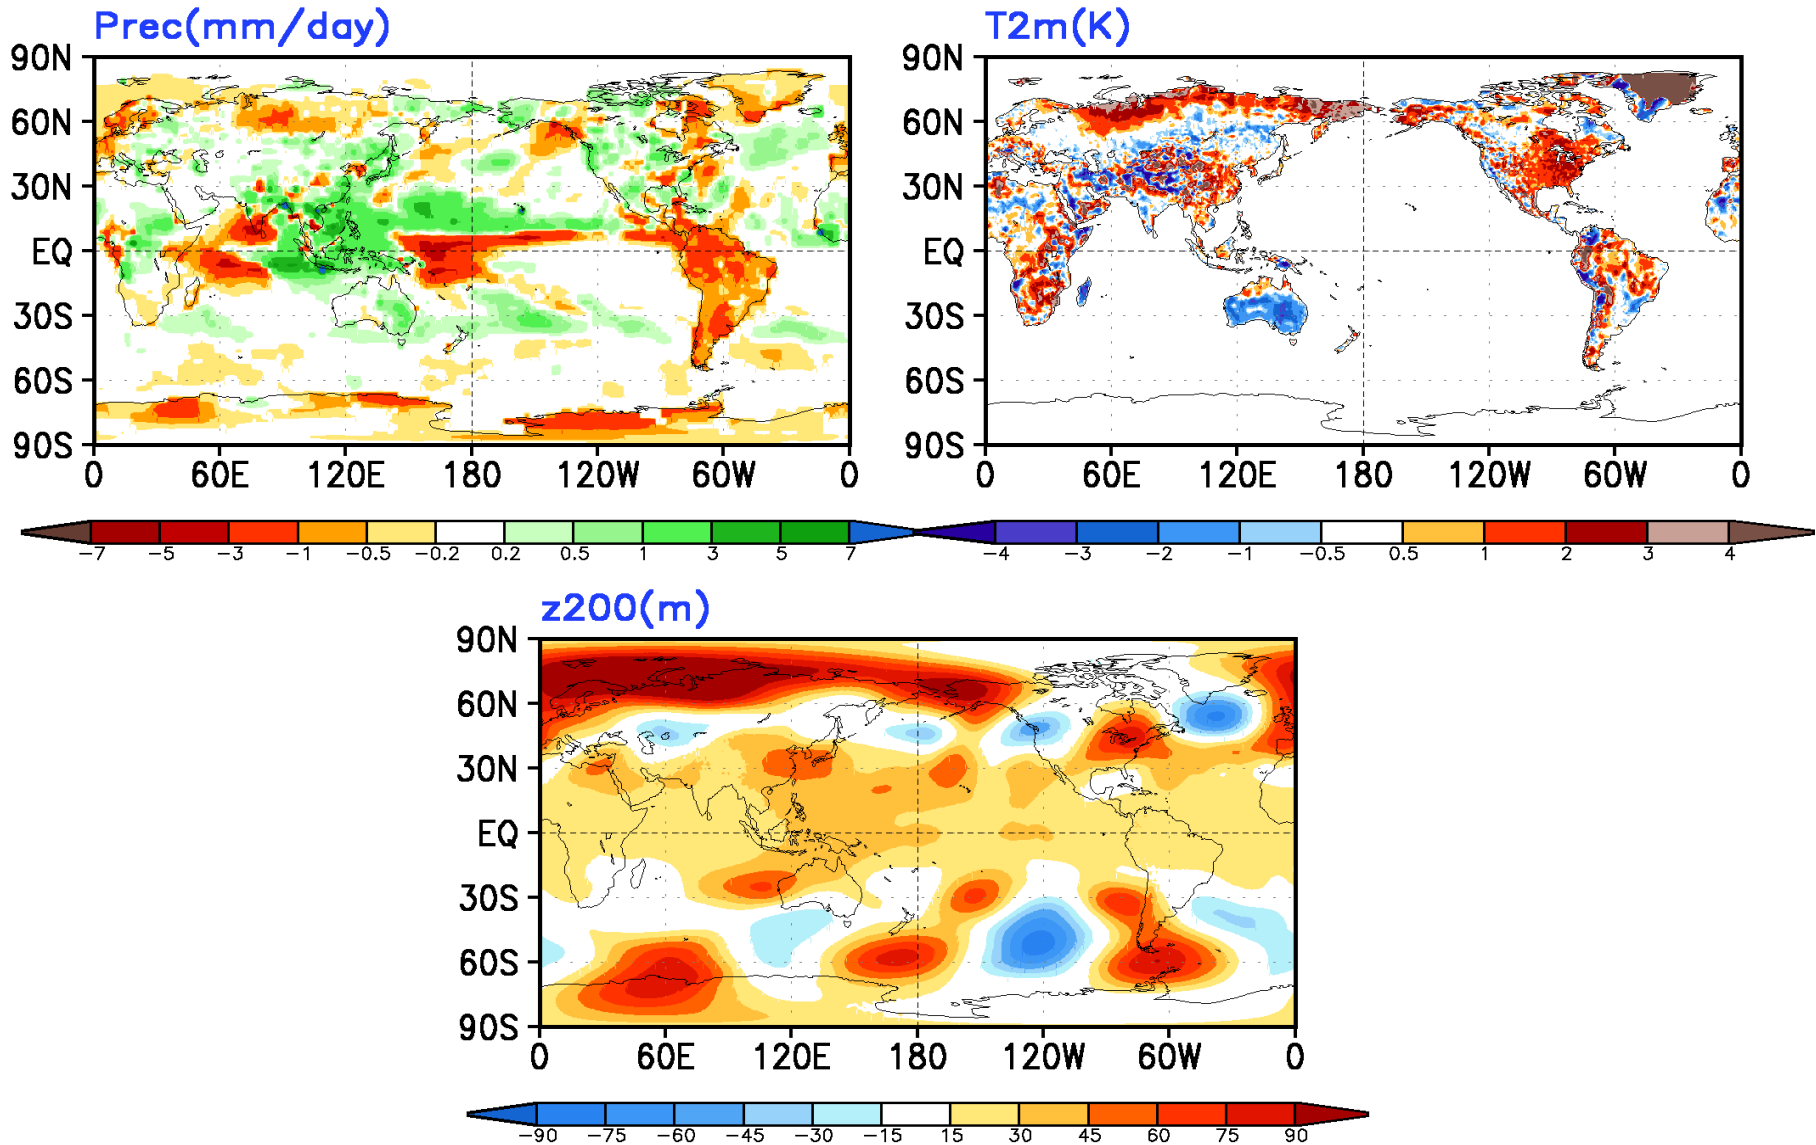 Prec(mm/day)
90N
60N
30N
EQ
30S
60S
90S
0 60E 120E 180 120W 60W 0
-7 -5 -3 -1 -0.5 -0.2 0.2 0.5 1 3 5 7
T2m(K)
90N
60N
30N
EQ
30S
60S
90S
0 60E 120E 180 120W 60W 0
-4 -3 -2 -1 -0.5 0.5 1 2 3 4
z200(m)
90N
60N
30N
EQ
30S
60S
90S
0 60E 120E 180 120W 60W 0
-90 -75 -60 -45 -30 -15 15 30 45 60 75 90